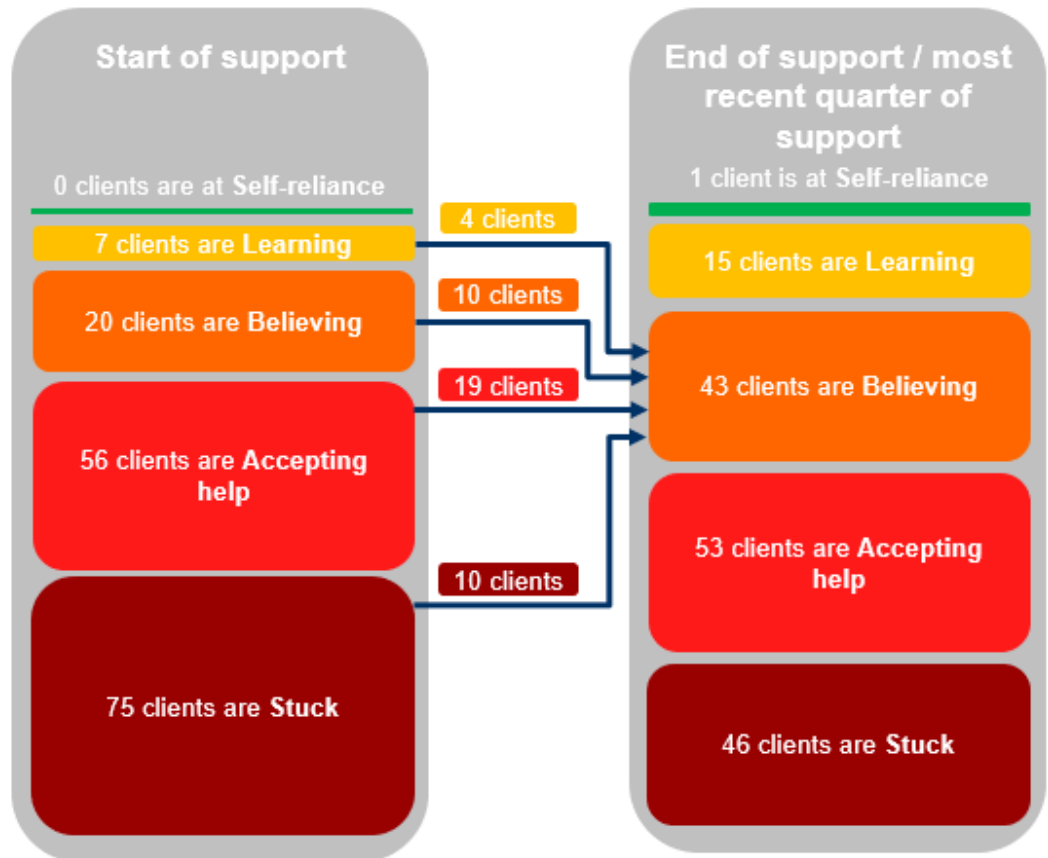 Start of support
0 clients are at Self-reliance
7 clients are Learning
20 clients are Believing
56 clients are Accepting
help
75 clients are Stuck
4 clients
10 clients
19 clients
10 clients
End of support / most
recent quarter of
support
1 client is at Self-reliance
15 clients are Learning
43 clients are Believing
53 clients are Accepting
help
46 clients are Stuck